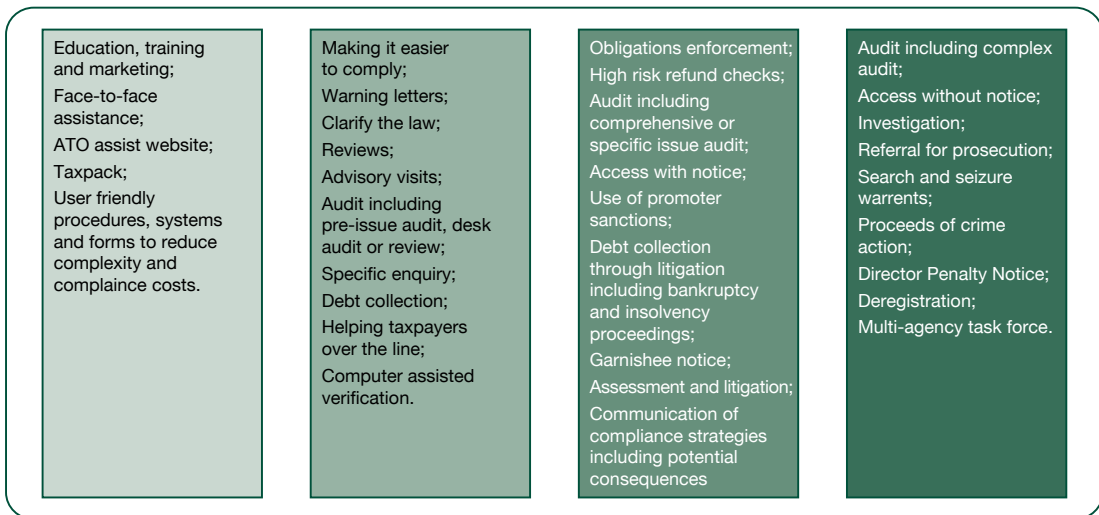 Education, training
and marketing;
Face-to-face
assistance;
ATO assist website;
Taxpack;
User friendly
procedures, systems
and forms to reduce
complexity and
complaince costs.
Making it easier
to comply;
Warning letters;
Clarify the law;
Reviews;
Advisory visits;
Audit including
pre-issue audit, desk
audit or review;
Specific enquiry;
Debt collection;
Helping taxpayers
over the line;
Computer assisted
verification.
Obligations enforcement;
High risk refund checks;
Audit including
comprehensive or
specific issue audit;
Access with notice;
Use of promoter
sanctions;
Debt collection
through litigation
including bankruptcy
and insolvency
proceedings;
Garnishee notice;
Assessment and litigation;
Communication of
compliance strategies
including potential
consequences
Audit including complex
audit;
Access without notice;
Investigation;
Referral for prosecution;
Search and seizure
warrents;
Proceeds of crime
action;
Director Penalty Notice;
Deregistration;
Multi-agency task force.